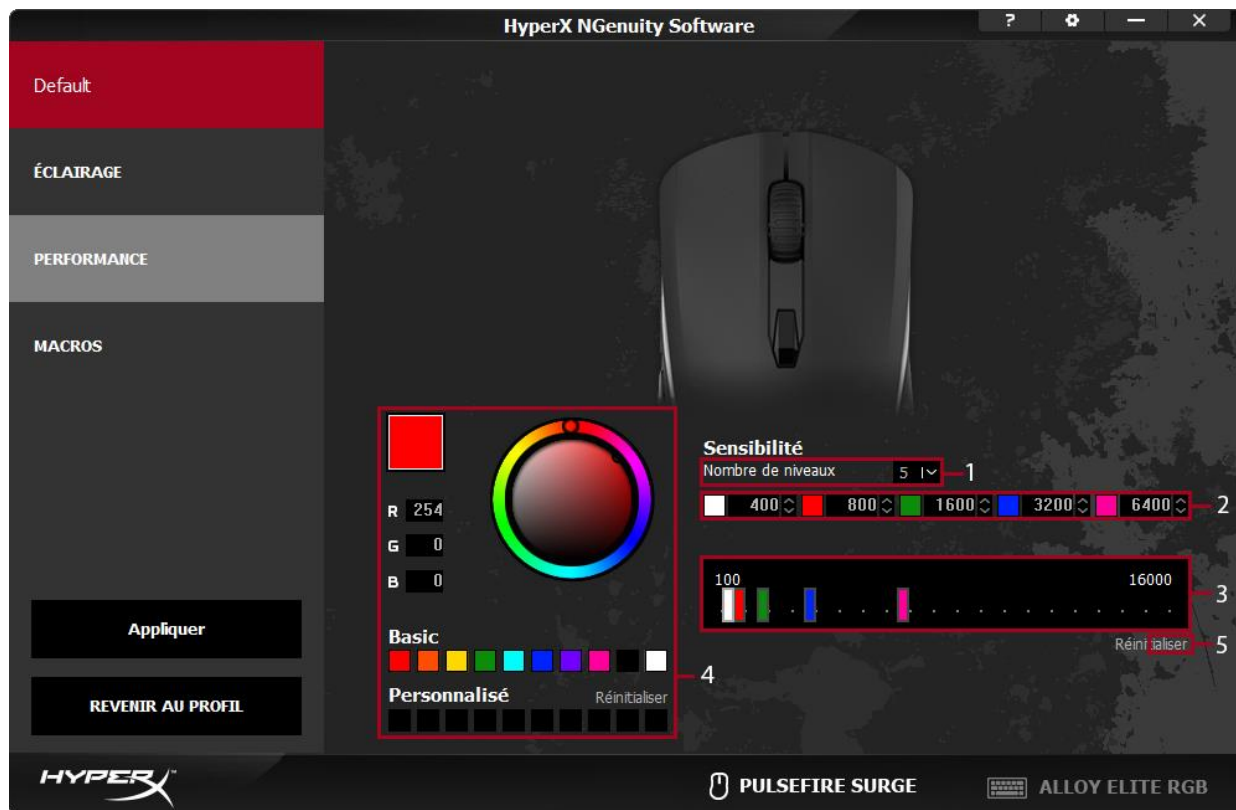 HyperX NGenuity Software
?
Default
ÉCLAIRAGE
PERFORMANCE
MACROS
Appliquer
REVENIR AU PROFIL
R 254
G 0
B 0
Basic
Personnalisé Réinitialiser
4
Sensibilité
Nombre de niveaux 5 1
400 800 1600 3200 6400 2
100 16000
3
Réinitialiser 5
HYPERX™
PULSEFIRE SURGE ALLOY ELITE RGB